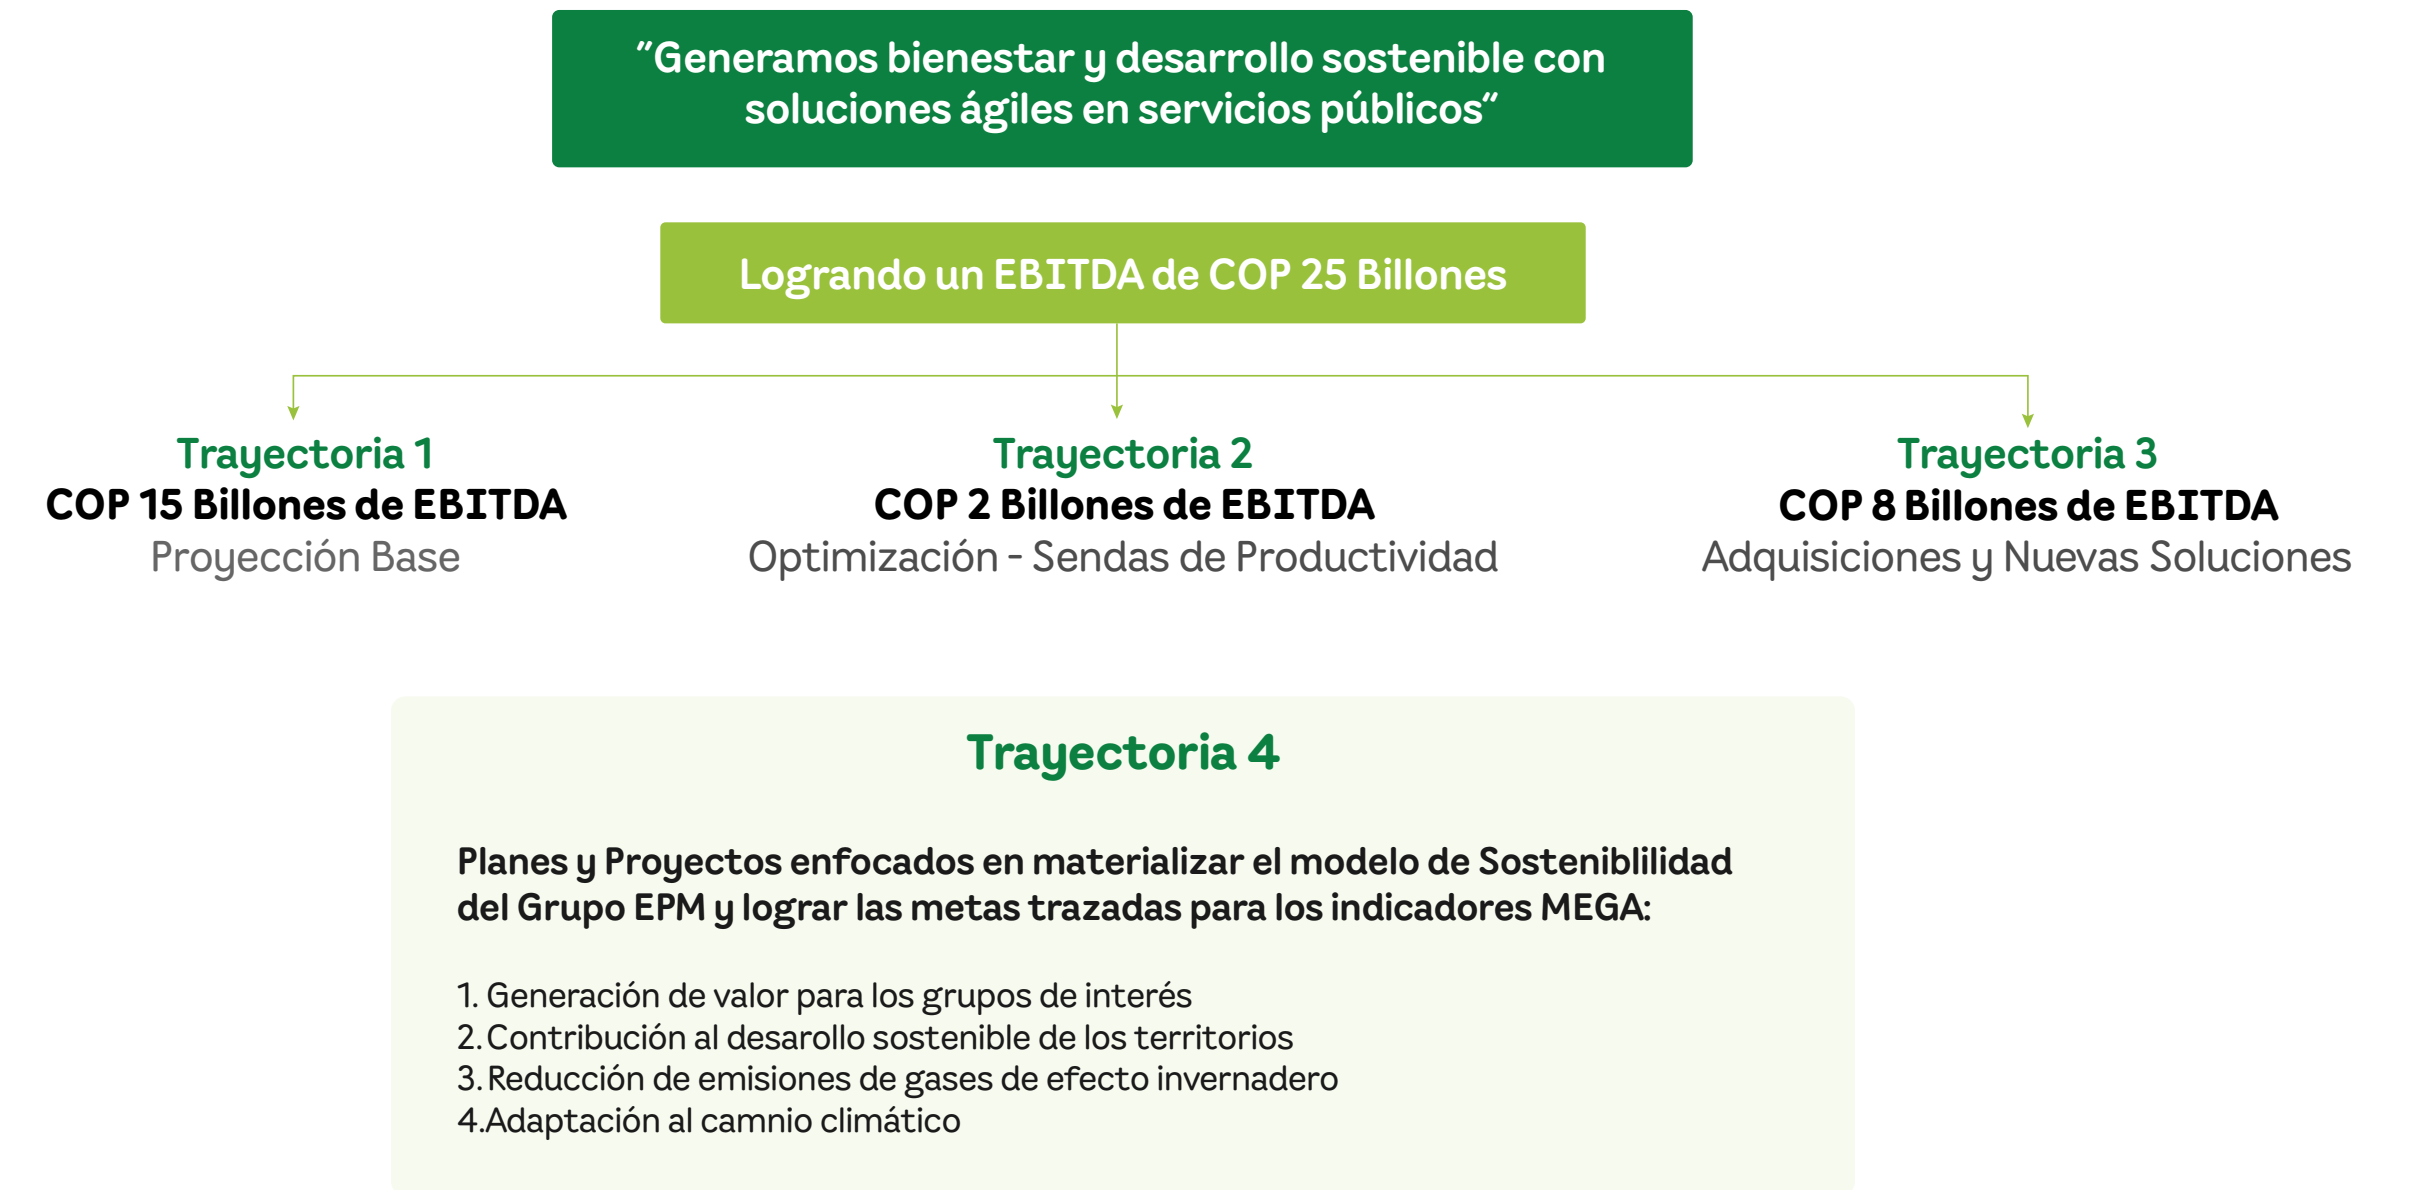 “Generamos bienestar y desarrollo sostenible con
soluciones ágiles en servicios públicos“
Logrando un EBITDA de COP 25 Billones
Trayectoria 1
COP 15 Billones de EBITDA
Proyección Base
Trayectoria 2
COP 2 Billones de EBITDA
Optimización - Sendas de Productividad
Trayectoria 3
COP 8 Billones de EBITDA
Adquisiciones y Nuevas Soluciones
Trayectoria 4
Planes y Proyectos enfocados en materializar el modelo de Sosteniblilidad
del Grupo EPM y lograr las metas trazadas para los indicadores MEGA:
1. Generación de valor para los grupos de interés
2. Contribución al desarollo sostenible de los territorios
3. Reducción de emisiones de gases de efecto invernadero
4.Adaptación al camnio climático